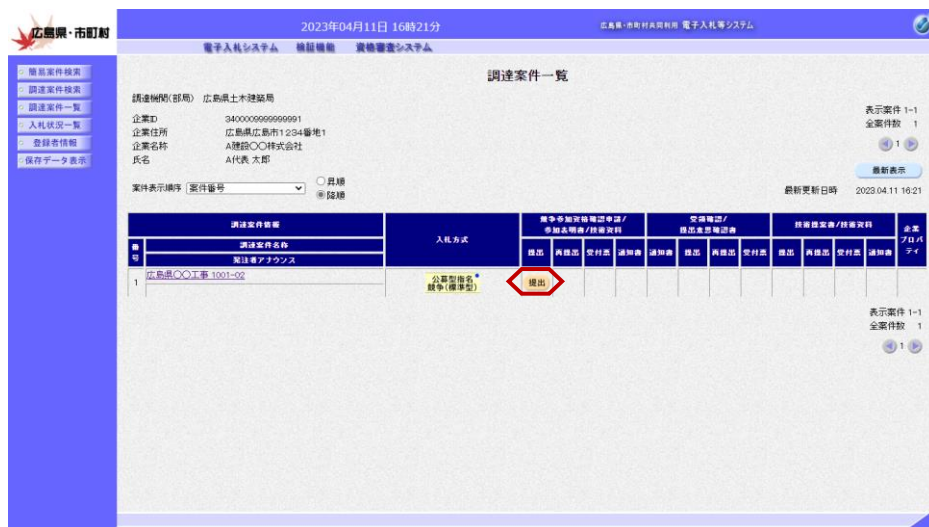 広島県・市町村
2023年04月11日 16時21分
広島県・市町村共同利用 電子入札等システム
電子入札システム 検証機能 資格審査システム
簡易案件検索
調達案件検索
調達案件一覧
入札状況一覧
登録者情報
保存データ表示
調達案件一覧
調達機関(部局) 広島県土木建築局
企業ID 3400009999999991
企業住所 広島県広島市1234番地1
企業名称 A建設〇〇株式会社
氏名 A代表 太郎
表示案件 1-1
全案件数 1
1
案件表示順序 案件番号
昇順
降順
最新表示
最新更新日時 2023.04.11 16:21
調達案件情報
番号
調達案件名称
発注者アナウンス
入札方式
競争参加資格確認申請/
参加表明書/技術資料
提出 再提出 受付票 通知書
受領確認/
提出意思確認書
通知書 提出 再提出 受付票
技術提案書/技術資料
提出 再提出 受付票 通知書
企業
プロパ
ティ
1 広島県〇〇工事 1001-02
公募型指名
競争(標準型)
提出
表示案件 1-1
全案件数 1
1